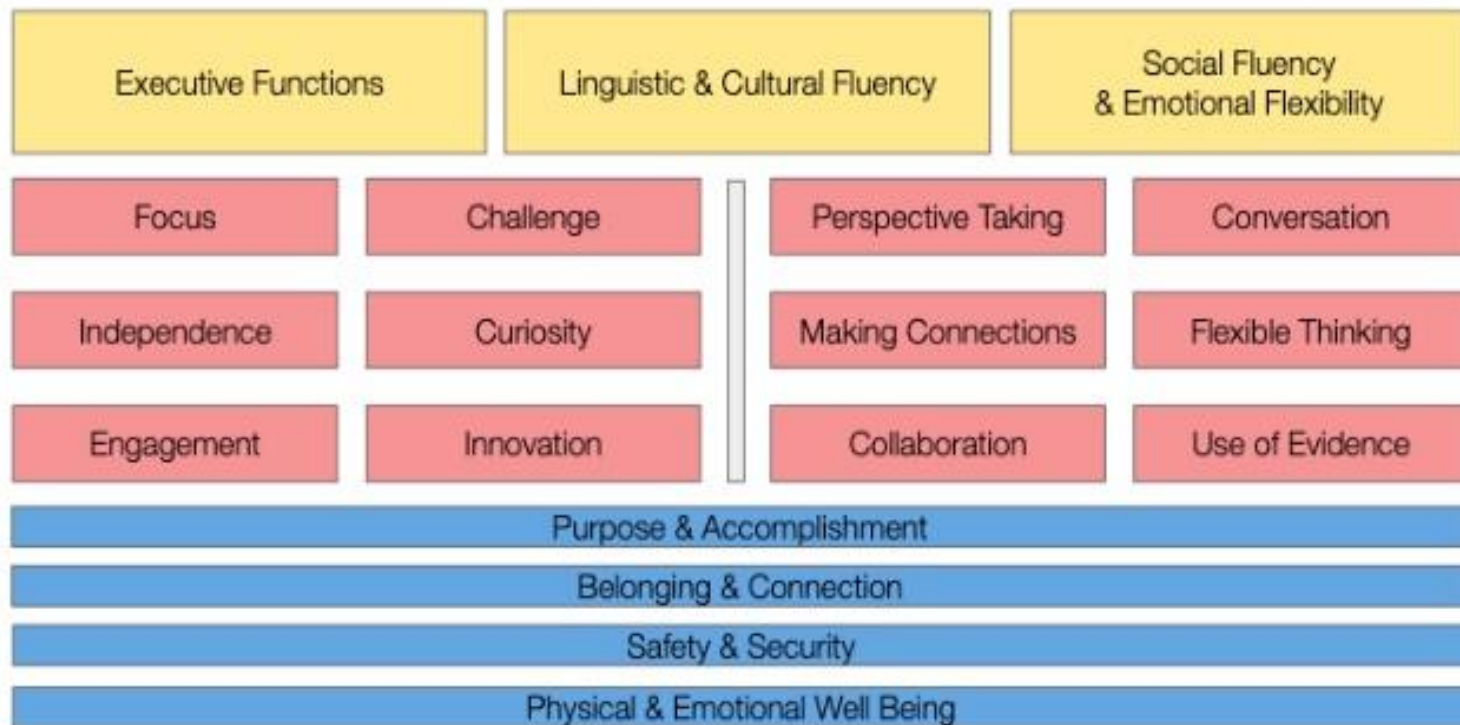 Executive Functions
Linguistic & Cultural Fluency
Social Fluency
& Emotional Flexibility
Focus
Challenge
Perspective Taking
Conversation
Independence
Curiosity
Making Connections
Flexible Thinking
Engagement
Innovation
Collaboration
Use of Evidence
Purpose & Accomplishment
Belonging & Connection
Safety & Security
Physical & Emotional Well Being